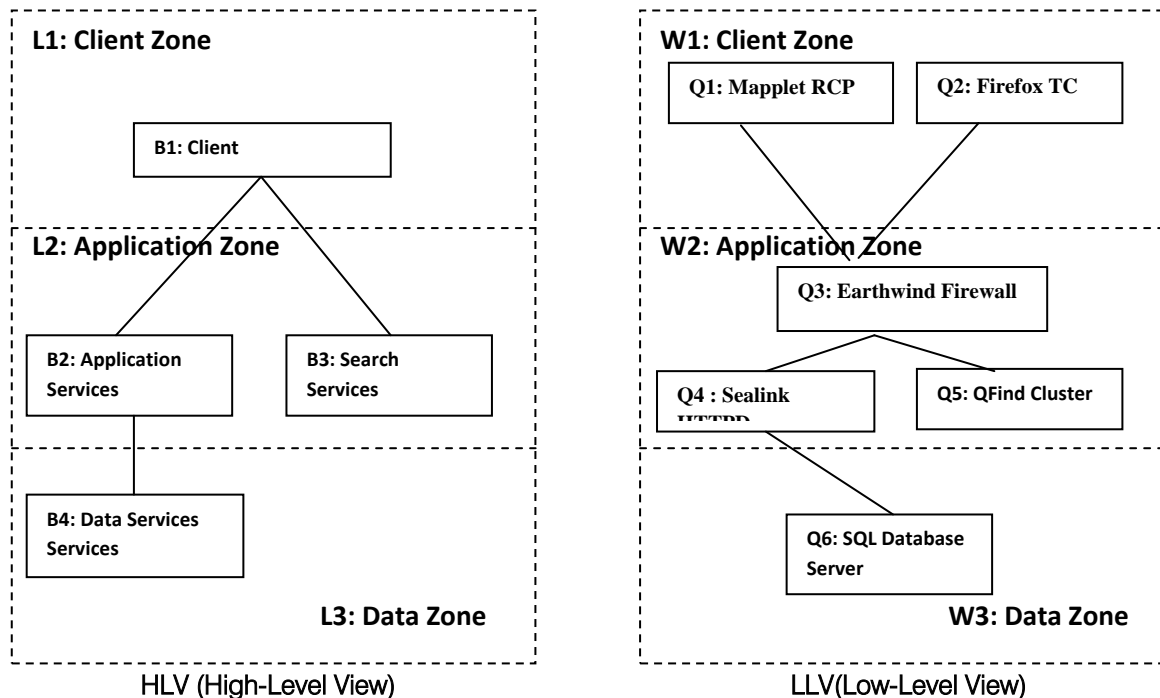 L1: Client Zone
B1: Client
L2: Application Zone
B2: Application
Services
B3: Search
Services
B4: Data Services
Services
L3: Data Zone
HLV (High-Level View)
W1: Client Zone
Q1: Mapplet RCP
Q2: Firefox TC
W2: Application Zone
Q3: Earthwind Firewall
Q4 : Sealink
Q5: QFind Cluster
Q6: SQL Database
Server
W3: Data Zone
LLV(Low-Level View)